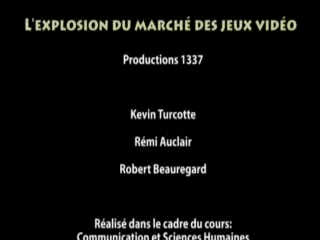 L'EXPLOSION DU MARCHÉ DES JEUX VIDÉO
Productions 1337
Kevin Turcotte
Rémi Auclair
Robert Beauregard
Réalisé dans le cadre du cours:
Communication et Sciences Humaines